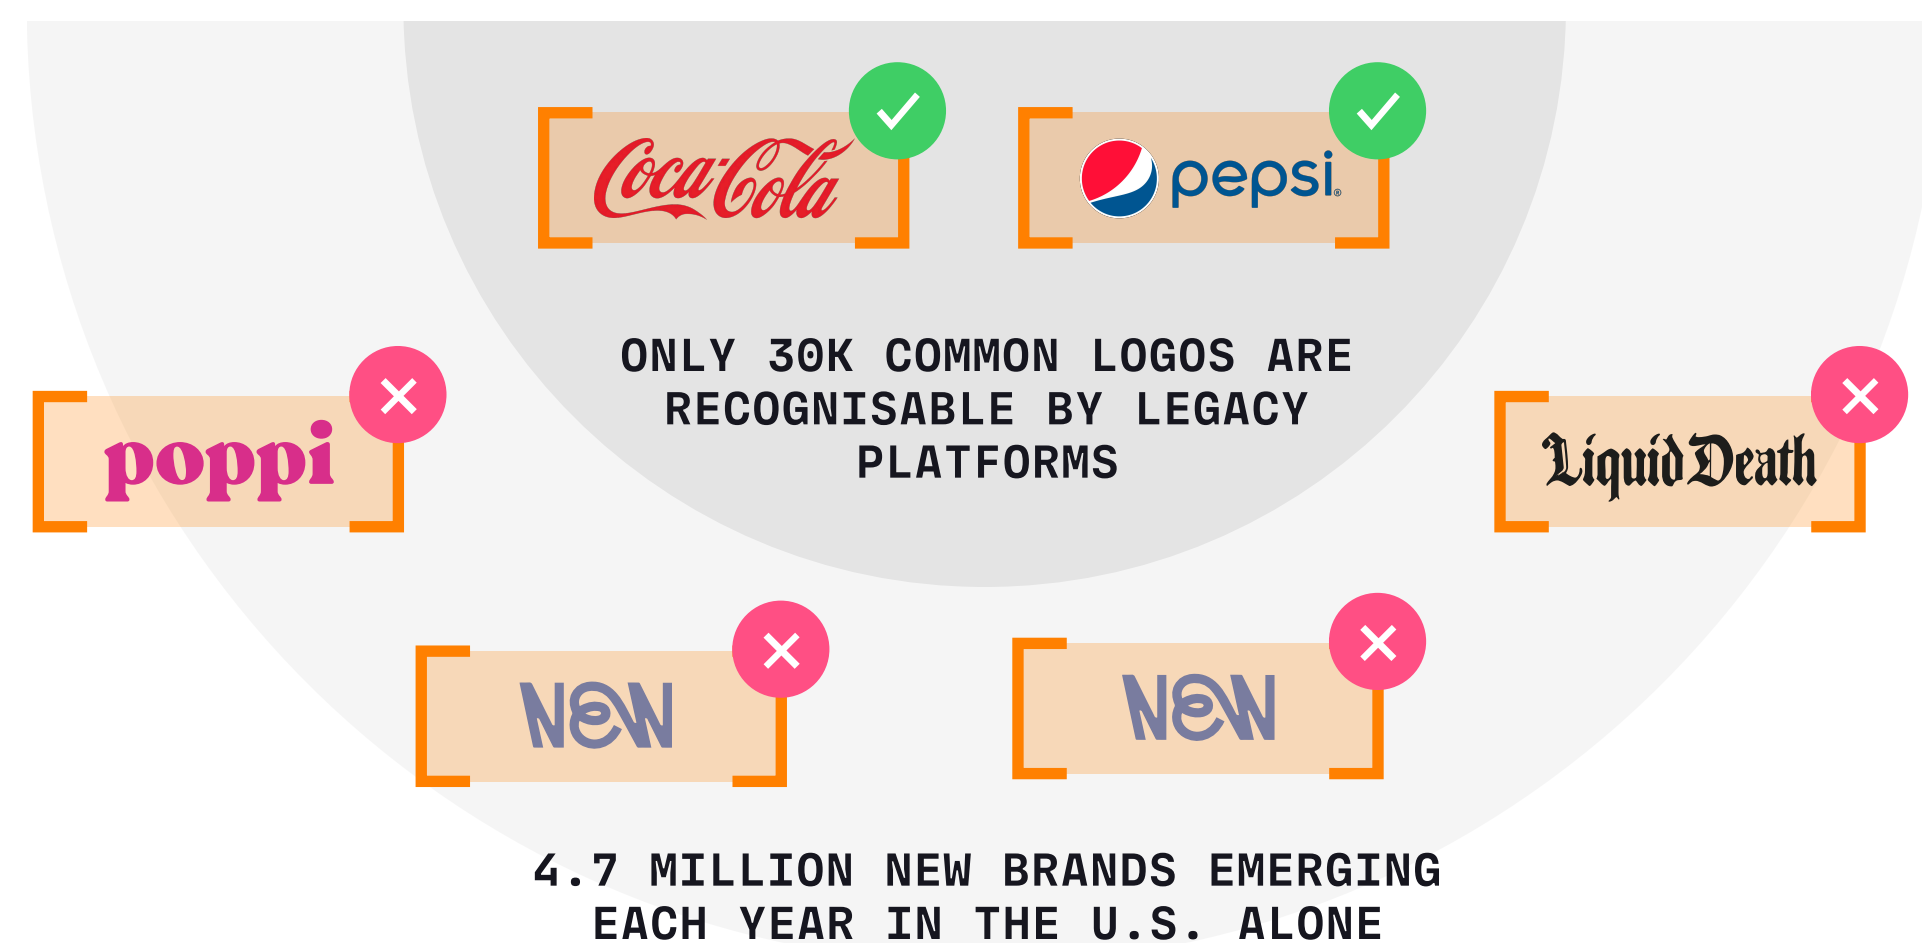 Coca-Cola
pepsi®
ONLY 30K COMMON LOGOS ARE
RECOGNISABLE BY LEGACY
PLATFORMS
poppi
Liquid Death
NeW
NeW
4.7 MILLION NEW BRANDS EMERGING
EACH YEAR IN THE U.S. ALONE